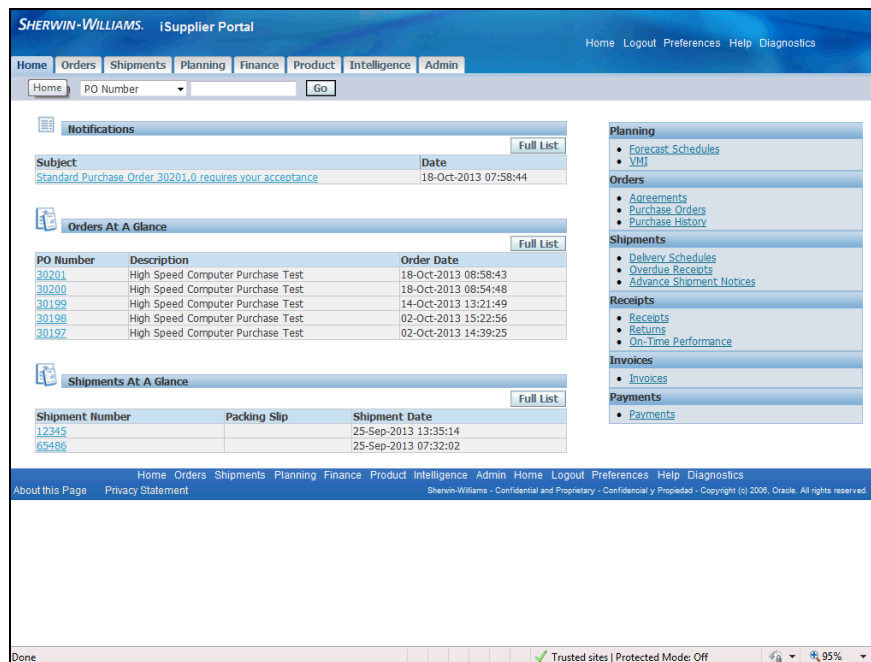 SHERWIN-WILLIAMS. iSupplier Portal
Home Logout Preferences Help Diagnostics
Home Orders Shipments Planning Finance Product Intelligence Admin
Home PO Number Go
Notifications
Full List
Subject Date
Standard Purchase Order 30201,0 requires your acceptance 18-Oct-2013 07:58:44
Orders At A Glance
Full List
PO Number Description Order Date
30201 High Speed Computer Purchase Test 18-Oct-2013 08:58:43
30200 High Speed Computer Purchase Test 18-Oct-2013 08:54:48
30199 High Speed Computer Purchase Test 14-Oct-2013 13:21:49
30198 High Speed Computer Purchase Test 02-Oct-2013 15:22:56
30197 High Speed Computer Purchase Test 02-Oct-2013 14:39:25
Shipments At A Glance
Full List
Shipment Number Packing Slip Shipment Date
12345 25-Sep-2013 13:35:14
65486 25-Sep-2013 07:32:02
Planning
Forecast Schedules
VMI
Orders
Agreements
Purchase Orders
Purchase History
Shipments
Delivery Schedules
Overdue Receipts
Advance Shipment Notices
Receipts
Receipts
Returns
On-Time Performance
Invoices
Invoices
Payments
Payments
Home Orders Shipments Planning Finance Product Intelligence Admin Home Logout Preferences Help Diagnostics
About this Page Privacy Statement Sherwin-Williams - Confidential and Proprietary - Confidencial y Propiedad - Copyright (c) 2006, Oracle. All rights reserved.
Done Trusted sites | Protected Mode: Off 95%